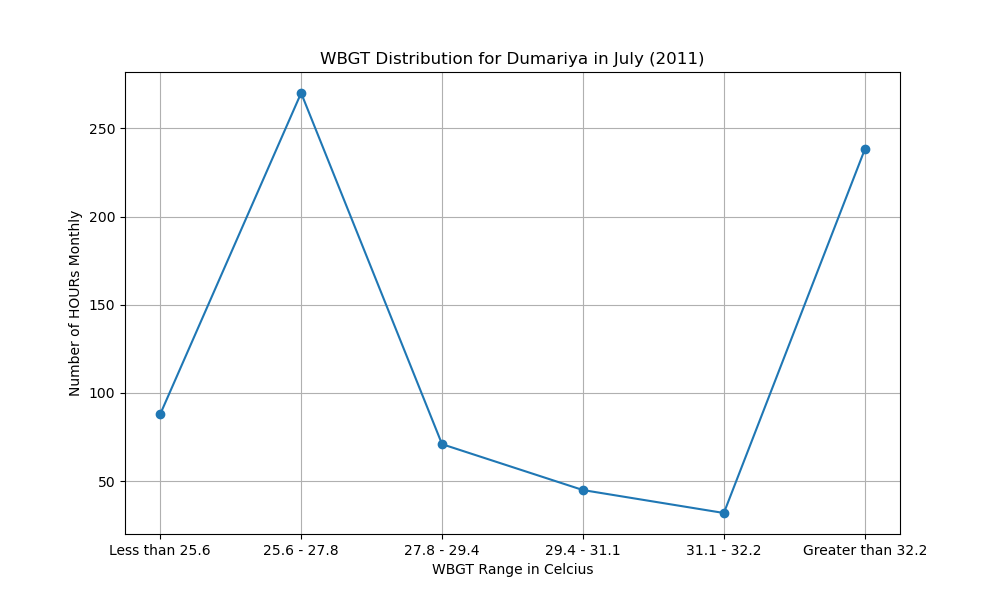 WBGT Distribution for Dumariya in July (2011)
Number of HOURs Monthly
250
200
150
100
50
Less than 25.6
25.6 - 27.8
27.8 - 29.4
29.4 - 31.1
31.1 - 32.2
Greater than 32.2
WBGT Range in Celcius